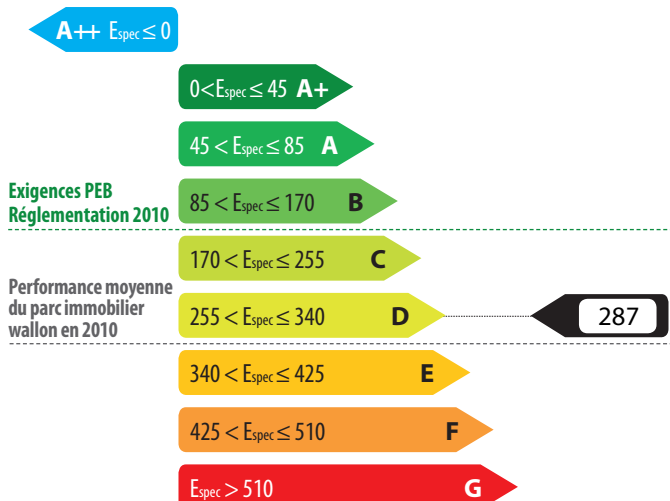 A++ Espec ≤ 0
0<Espec ≤ 45 A+
45 < Espec ≤ 85 A
Exigences PEB
Réglementation 2010
85 < Espec ≤ 170 B
170 < Espec ≤ 255 C
Performance moyenne
du parc immobilier
wallon en 2010
255 < Espec ≤ 340 D
287
340 < Espec ≤ 425 E
425 < Espec ≤ 510 F
Espec > 510 G